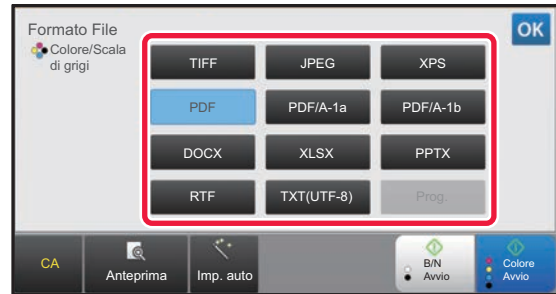 Formato File
OK
Colore/Scala
di grigi
TIFF
JPEG
XPS
PDF
PDF/A-1a
PDF/A-1b
DOCX
XLSX
PPTX
RTF
TXT(UTF-8)
Prog.
CA
Anteprima
Imp. auto
B/N
Avvio
Colore
Avvio